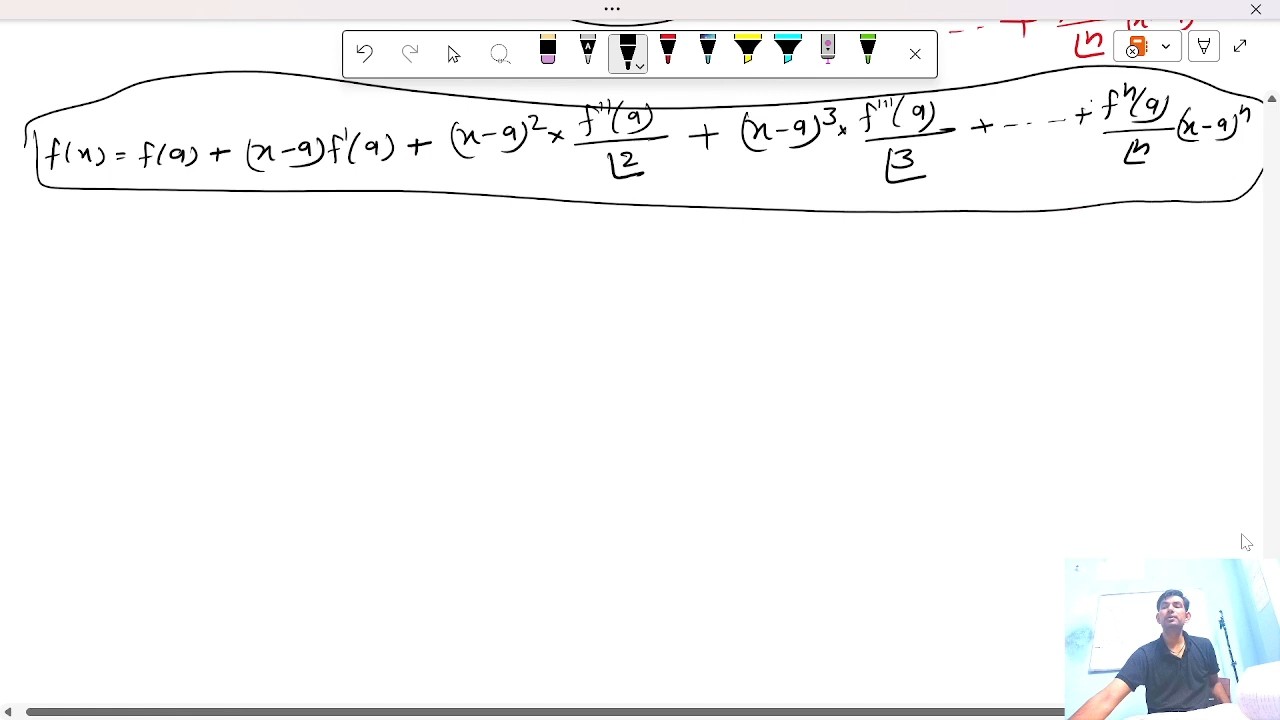 ... + ⌊n
f(x) = f(a) + (x-a)f'(a) + (x-a)² × f''(a)/⌊2 + (x-a)³ × f'''(a)/⌊3 + ---- + fⁿ(a)/⌊n (x-a)ⁿ